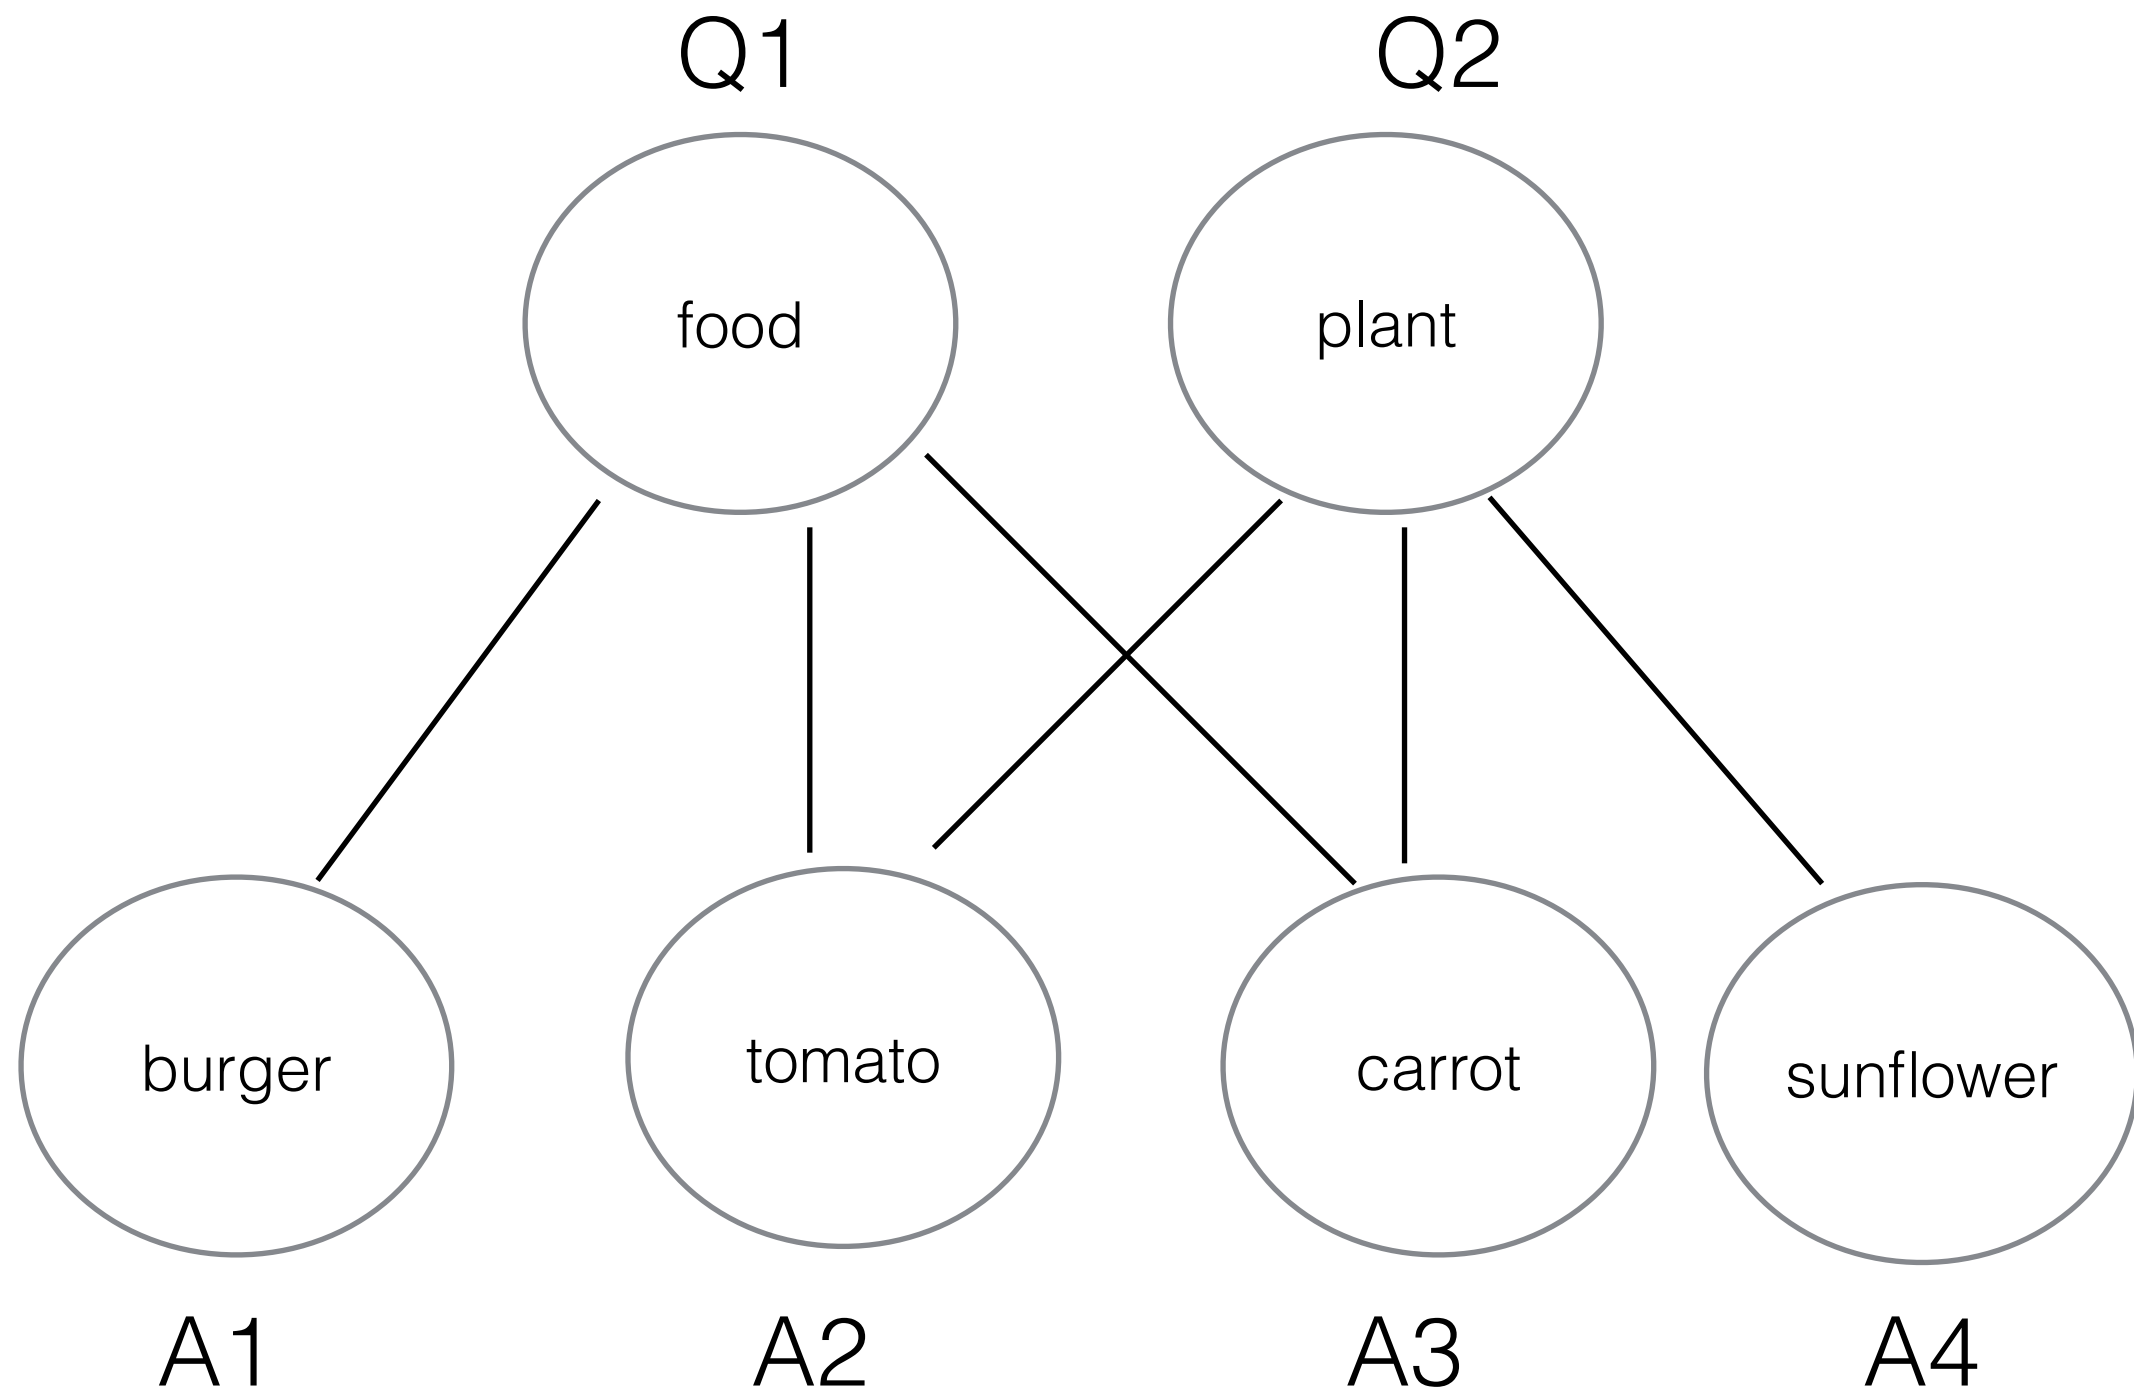 Q1
Q2
food
plant
burger
tomato
carrot
sunflower
A1
A2
A3
A4